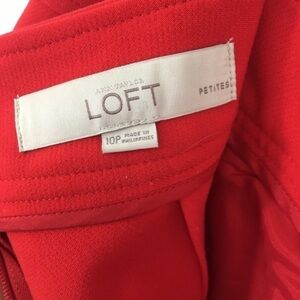 ANN TAYLOR
LOFT
PETITES
10P MADE IN
PHILIPPINES